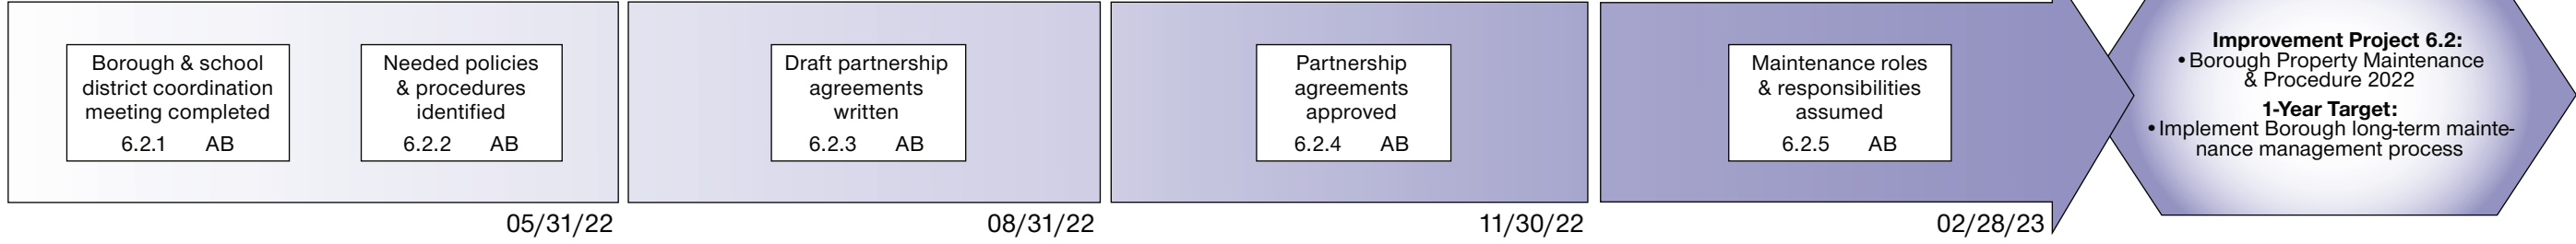 Borough & school
district coordination
meeting completed
6.2.1 AB
Needed policies
& procedures
identified
6.2.2 AB
05/31/22
Draft partnership
agreements
written
6.2.3 AB
08/31/22
Partnership
agreements
approved
6.2.4 AB
11/30/22
Maintenance roles
& responsibilities
assumed
6.2.5 AB
02/28/23
Improvement Project 6.2:
• Borough Property Maintenance
& Procedure 2022
1-Year Target:
• Implement Borough long-term mainte-
nance management process